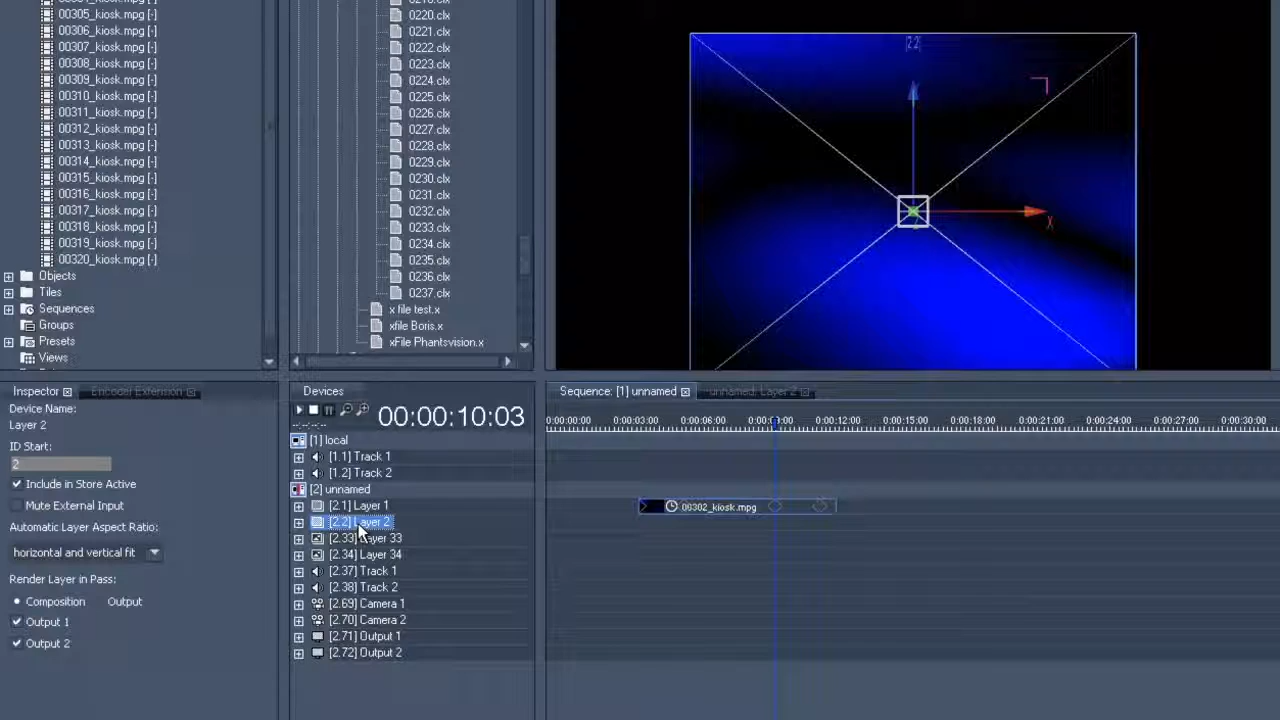 00305_kiosk.mpg [-]
00306_kiosk.mpg [-]
00307_kiosk.mpg [-]
00308_kiosk.mpg [-]
00309_kiosk.mpg [-]
00310_kiosk.mpg [-]
00311_kiosk.mpg [-]
00312_kiosk.mpg [-]
00313_kiosk.mpg [-]
00314_kiosk.mpg [-]
00315_kiosk.mpg [-]
00316_kiosk.mpg [-]
00317_kiosk.mpg [-]
00318_kiosk.mpg [-]
00319_kiosk.mpg [-]
00320_kiosk.mpg [-]
Objects
Tiles
Sequences
Groups
Presets
Views
0220.clx
0221.clx
0222.clx
0223.clx
0224.clx
0225.clx
0226.clx
0227.clx
0228.clx
0229.clx
0230.clx
0231.clx
0232.clx
0233.clx
0234.clx
0235.clx
0236.clx
0237.clx
x file test.x
xfile Boris.x
xFile Phantsvision.x
X
Inspector
Encoder Extention
Device Name:
Layer 2
ID Start:
2
Include in Store Active
Mute External Input
Automatic Layer Aspect Ratio:
horizontal and vertical fit
Render Layer in Pass:
Composition Output
Output 1
Output 2
Devices
00:00:10:03
[1] local
[1.1] Track 1
[1.2] Track 2
[2] unnamed
[2.1] Layer 1
[2.2] Layer 2
[2.33] Layer 33
[2.34] Layer 34
[2.37] Track 1
[2.38] Track 2
[2.69] Camera 1
[2.70] Camera 2
[2.71] Output 1
[2.72] Output 2
Sequence: [1] unnamed
unnamed: Layer 2
0:00:00:00 0:00:03:00 0:00:06:00 0:00:12:00 0:00:15:00 0:00:18:00 0:00:21:00 0:00:24:00 0:00:27:00 0:00:30:00
00302_kiosk.mpg